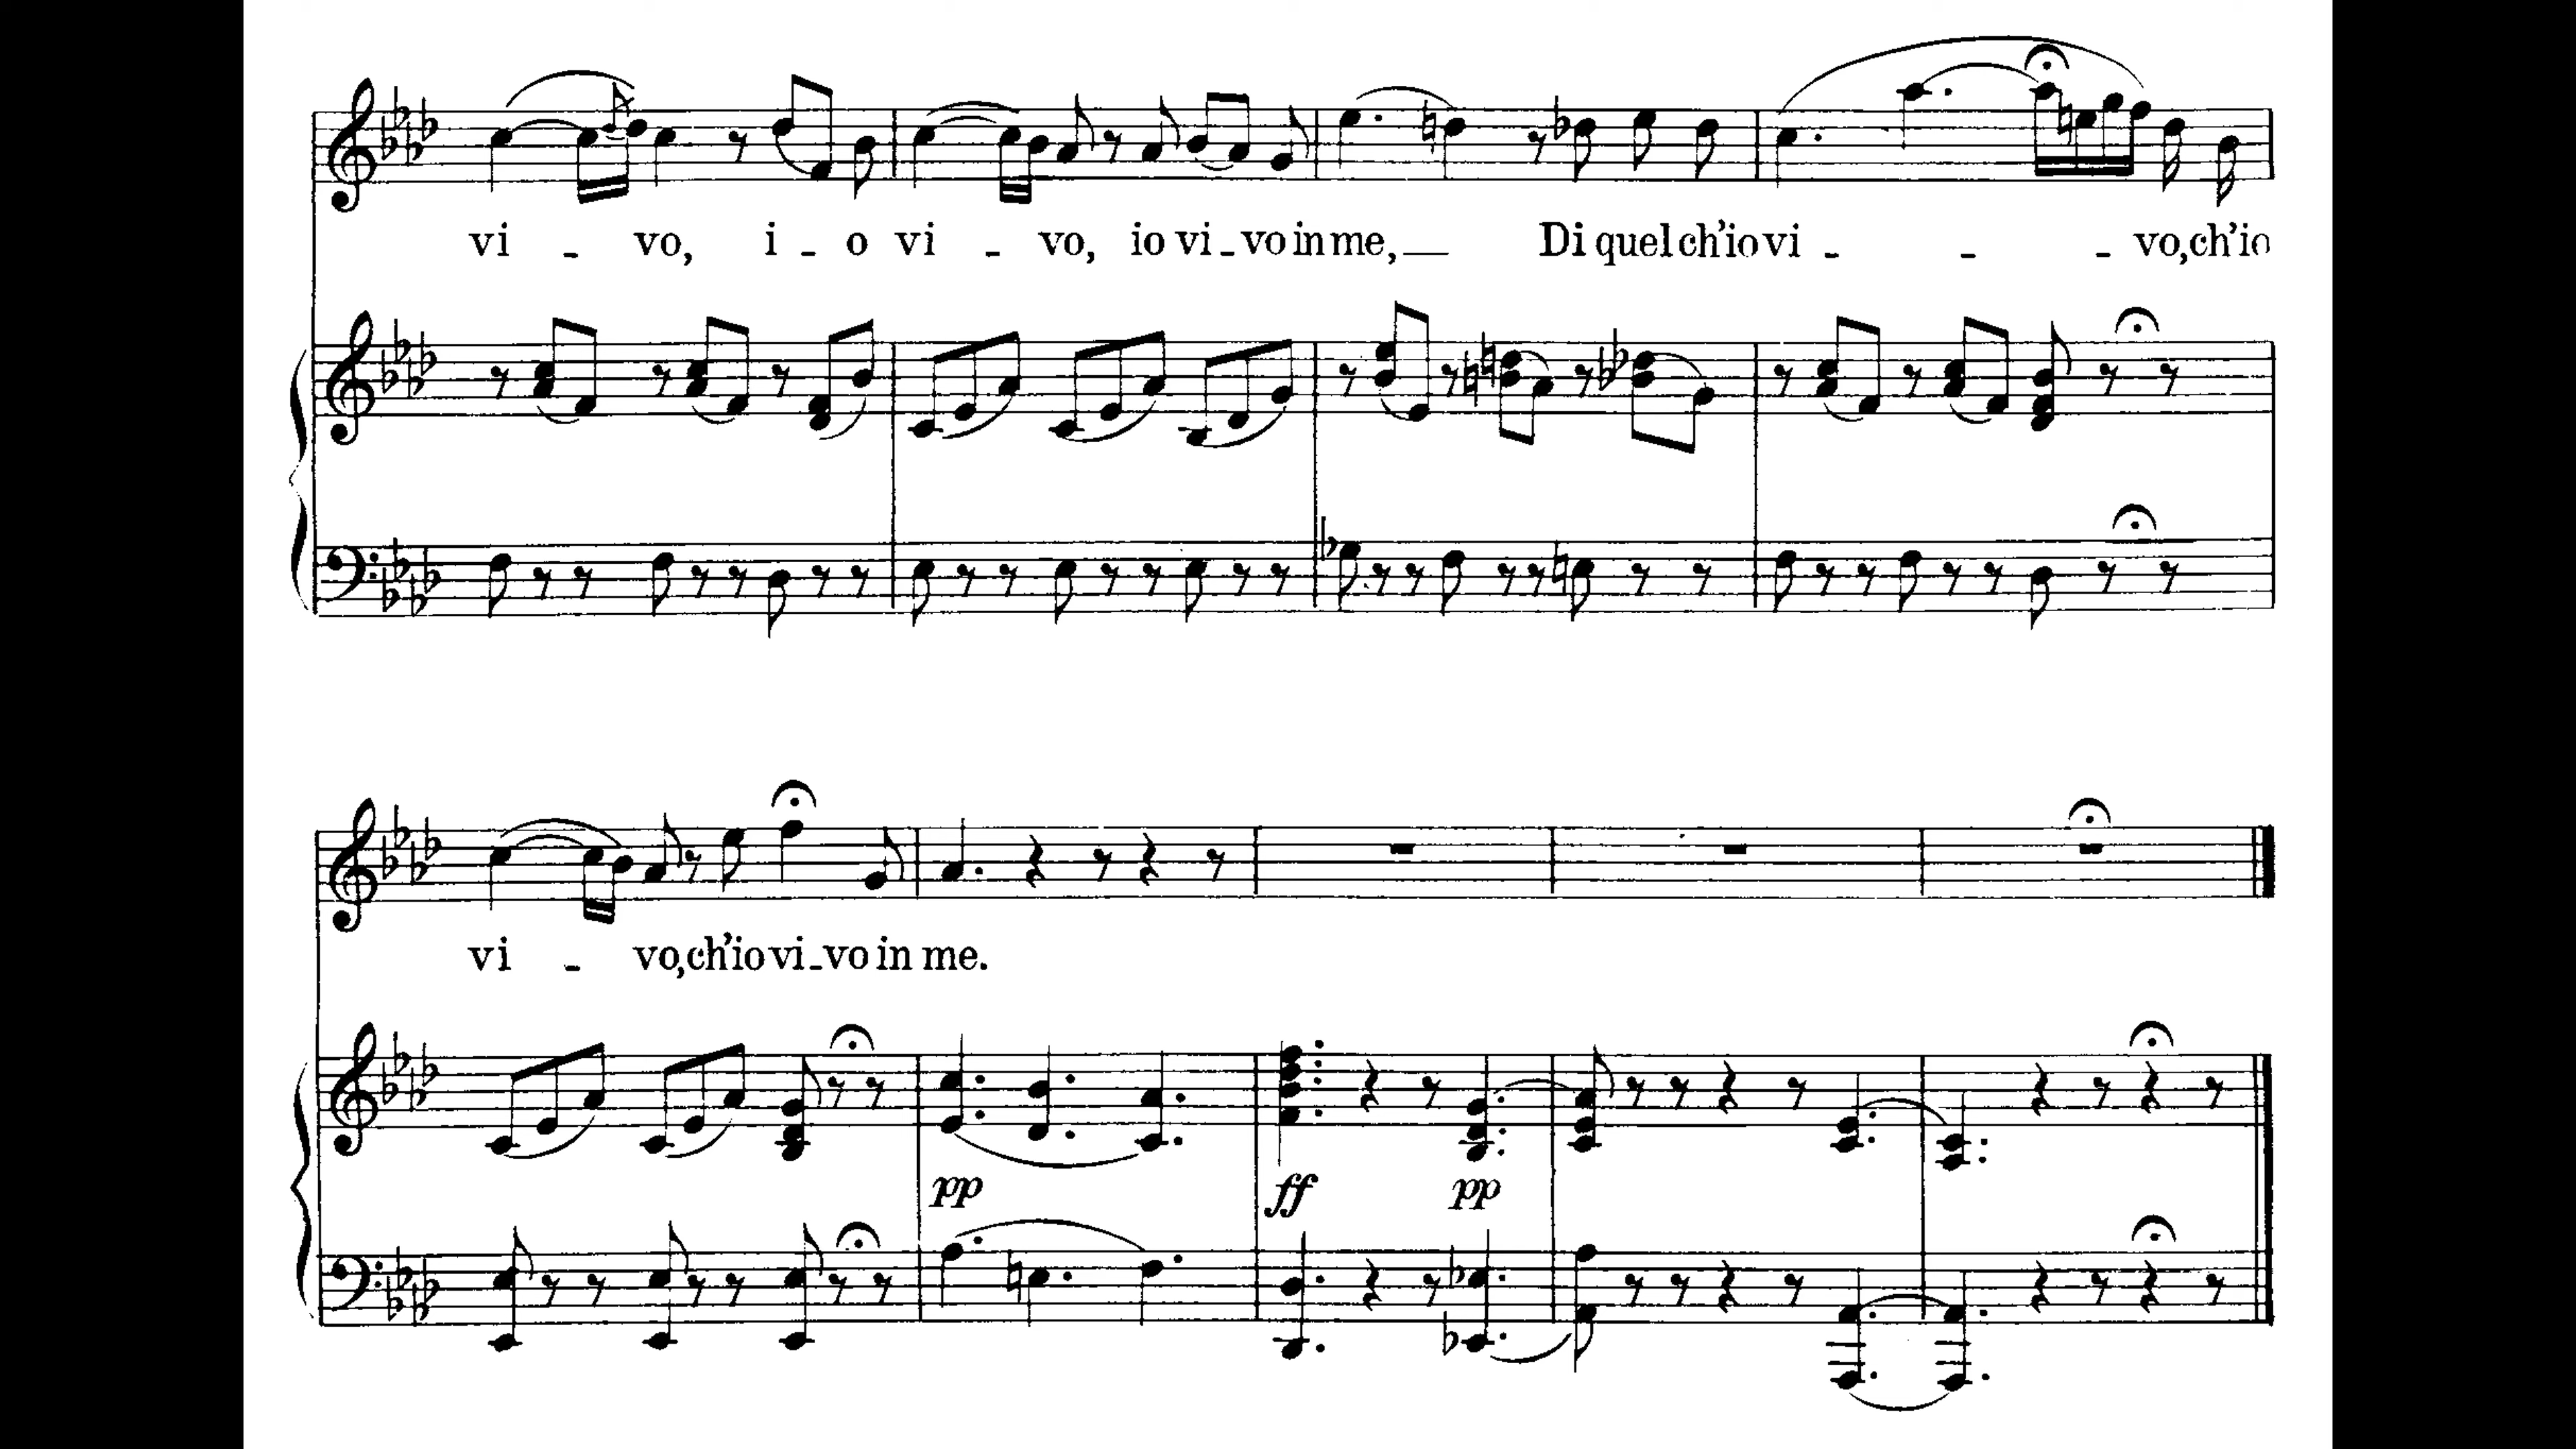 vi - vo, i - o vi - vo, io vi - vo in me, Di quel ch'io vi - - - vo, ch'io
vi - vo, ch'io vi - vo in me.
pp ff pp